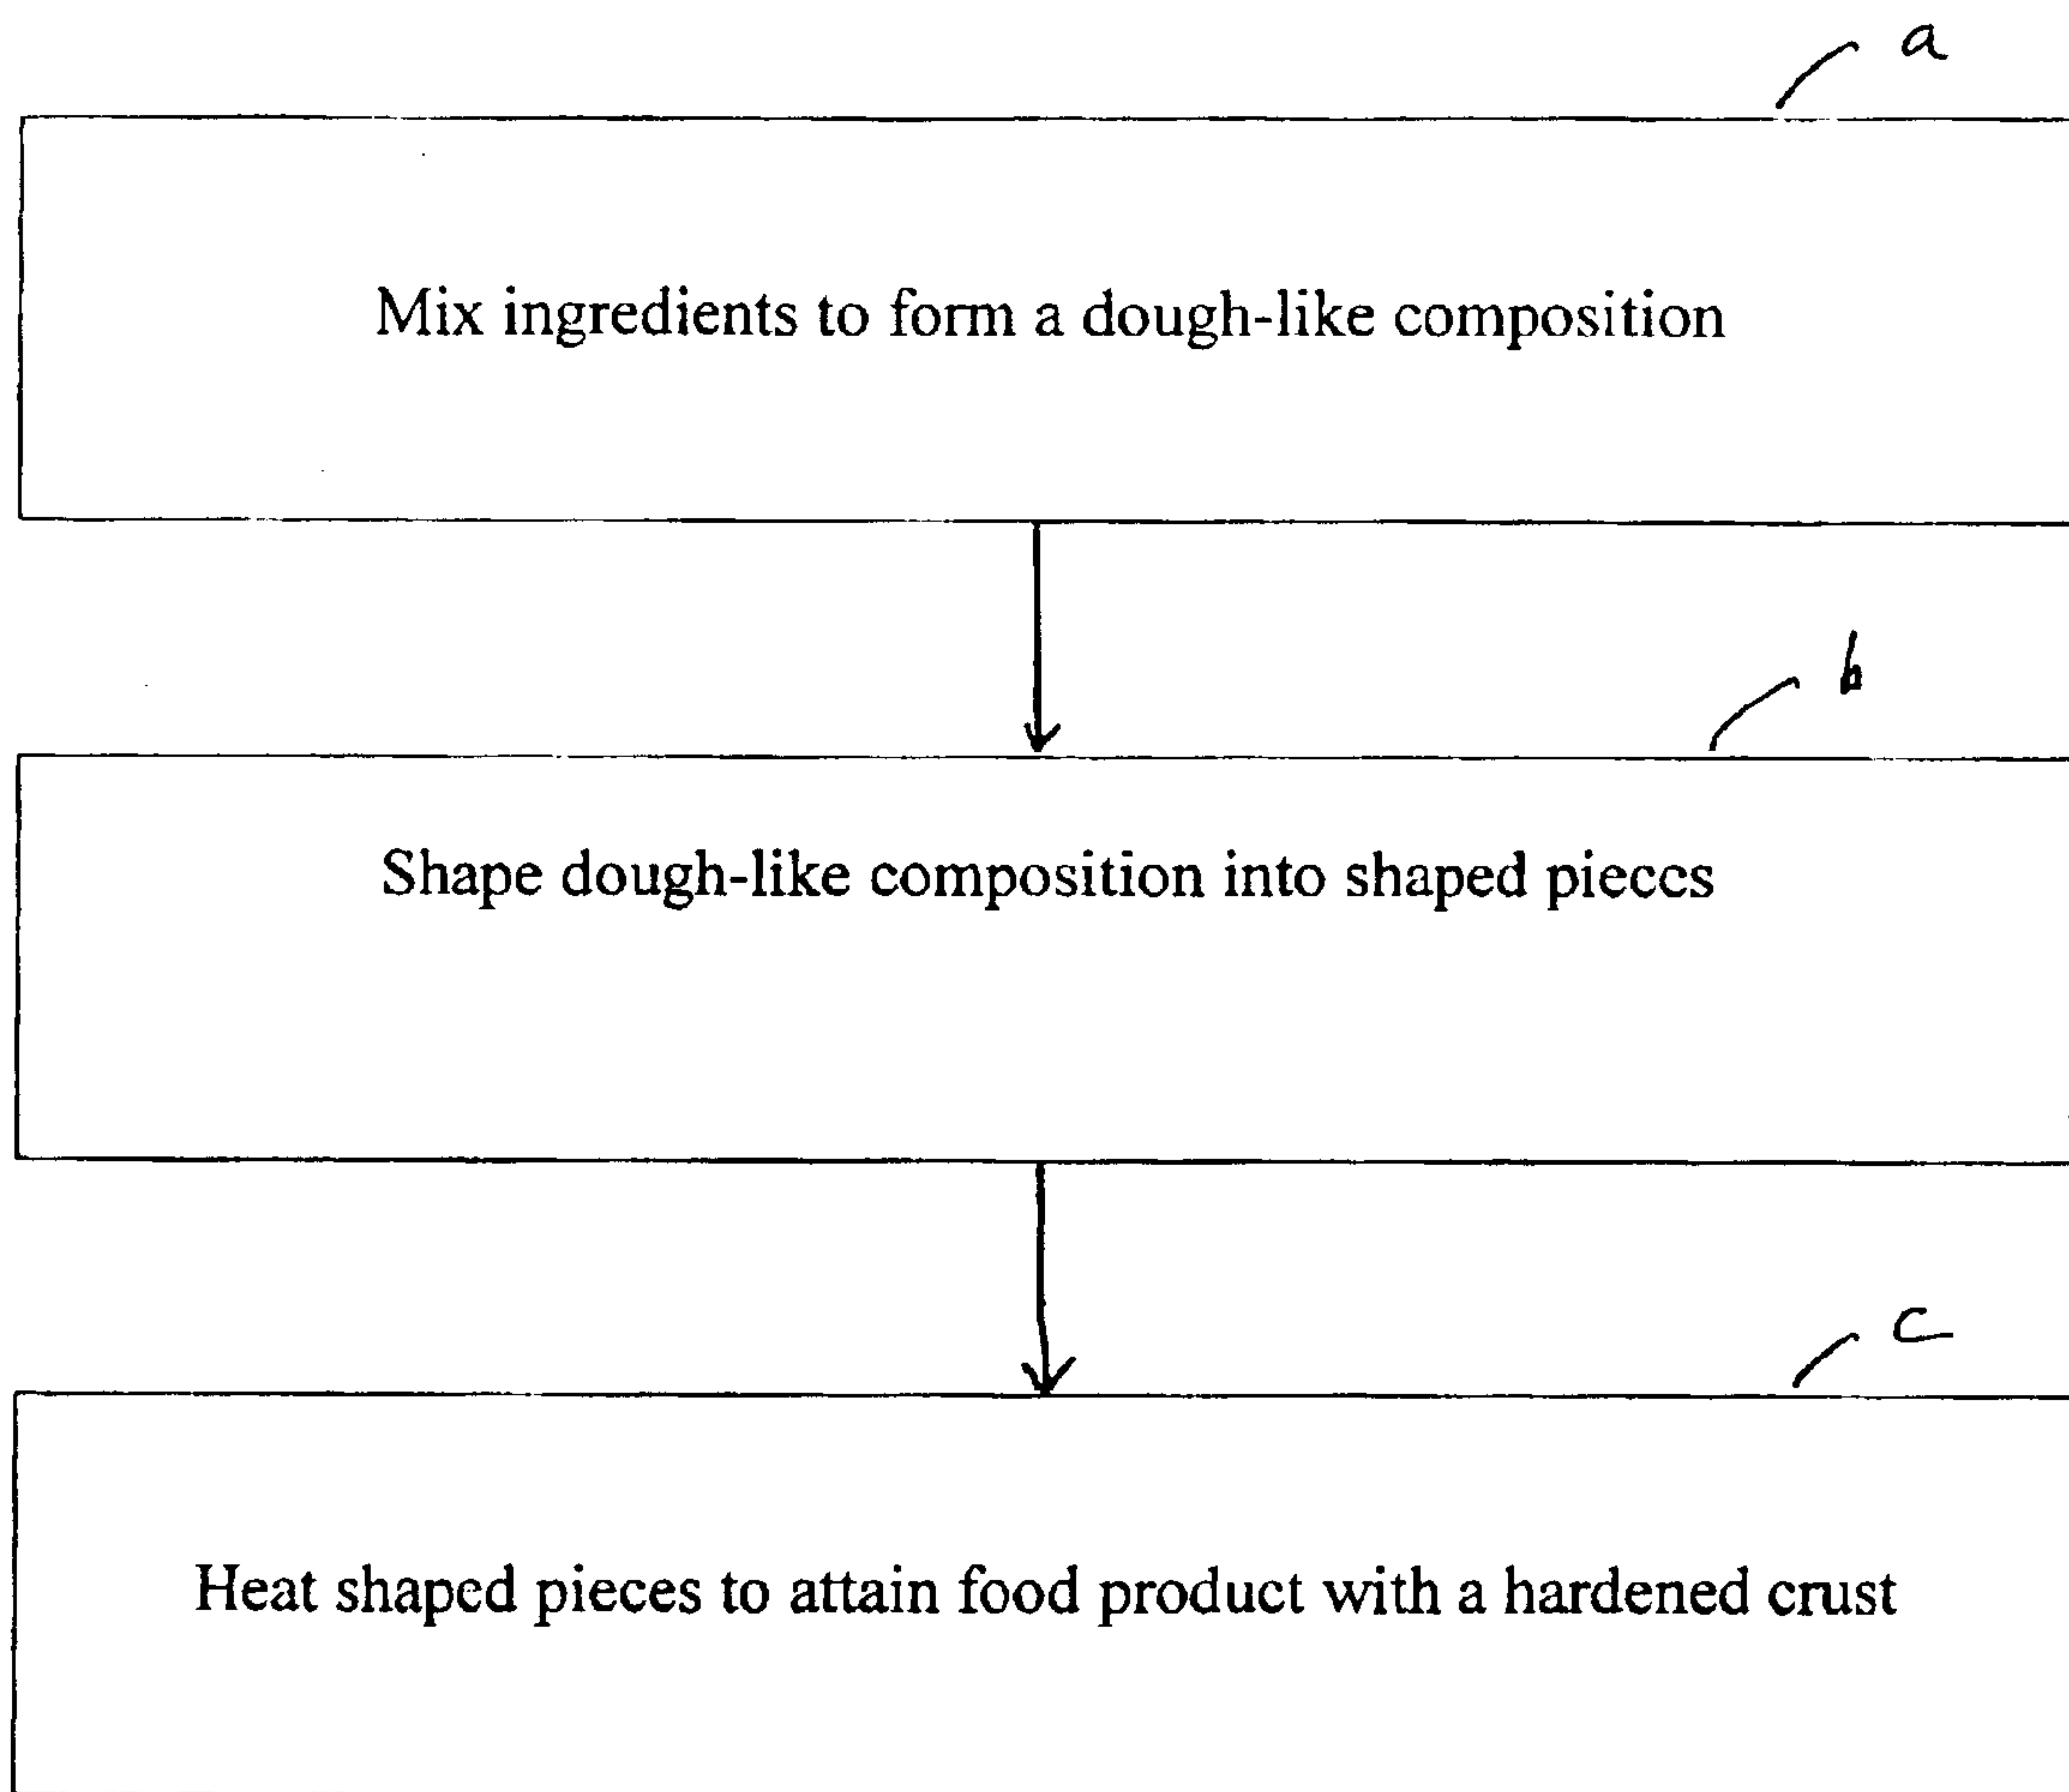 a
Mix ingredients to form a dough-like composition
b
Shape dough-like composition into shaped pieces
c
Heat shaped pieces to attain food product with a hardened crust